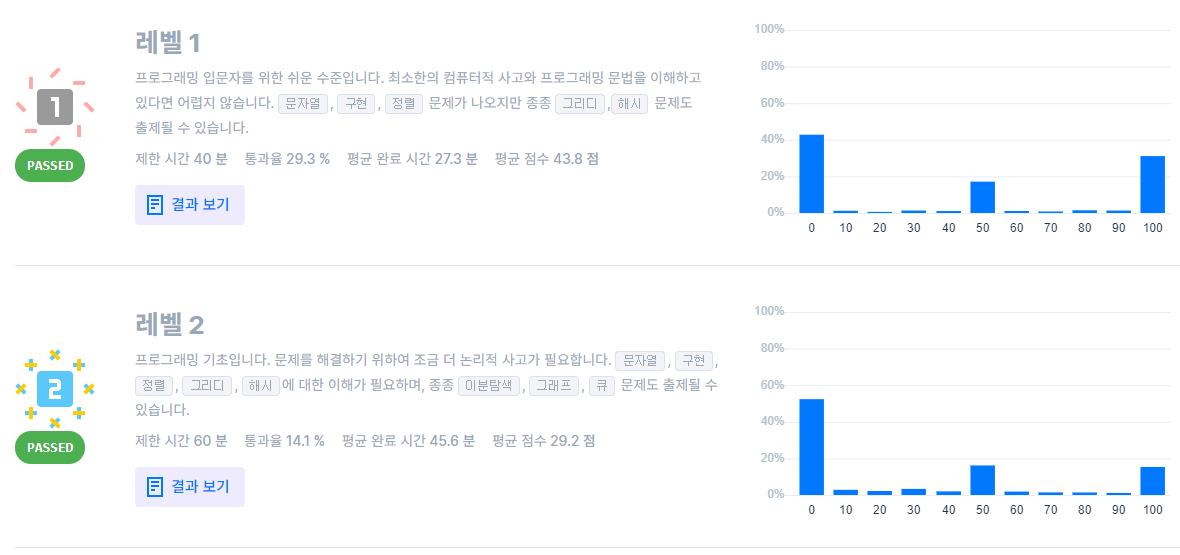 레벨 1
프로그래밍 입문자를 위한 쉬운 수준입니다. 최소한의 컴퓨터적 사고와 프로그래밍 문법을 이해하고
있다면 어렵지 않습니다. 문자열, 구현, 정렬 문제가 나오지만 종종 그리디,해시 문제도
출제될 수 있습니다.
1
PASSED
제한 시간 40 분 통과율 29.3 % 평균 완료 시간 27.3 분 평균 점수 43.8 점
결과 보기
100%
80%
60%
40%
20%
0%
0 10 20 30 40 50 60 70 80 90 100
레벨 2
프로그래밍 기초입니다. 문제를 해결하기 위하여 조금 더 논리적 사고가 필요합니다. 문자열, 구현,
정렬, 그리디, 해시에 대한 이해가 필요하며, 종종 이분탐색, 그래프, 큐 문제도 출제될 수
있습니다.
2
PASSED
제한 시간 60 분 통과율 14.1 % 평균 완료 시간 45.6 분 평균 점수 29.2 점
결과 보기
100%
80%
60%
40%
20%
0%
0 10 20 30 40 50 60 70 80 90 100